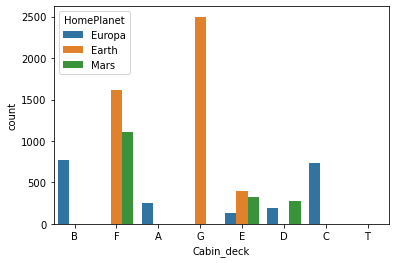 HomePlanet
Europa
Earth
Mars
2500
2000
1500
1000
500
0
count
B F A G E D C T
Cabin_deck